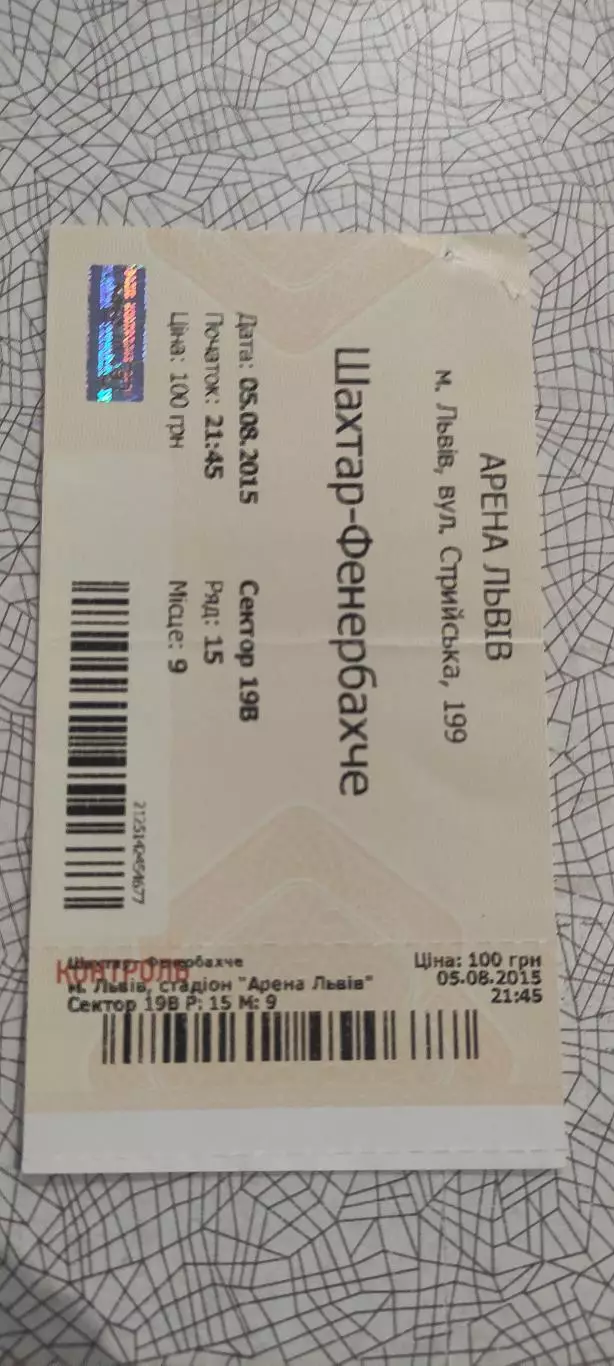 АРЕНА ЛЬВІВ
м. Львів, вул. Стрийська, 199
Шахтар-Фенербахче
Дата: 05.08.2015 Сектор 19В
Початок: 21:45 Ряд: 15
Ціна: 100 грн Місце: 9
КОНТРОЛЬ
Фенербахче
м. Львів, стадіон "Арена Львів"
Сектор 19В Р: 15 М: 9
Ціна: 100 грн
05.08.2015
21:45